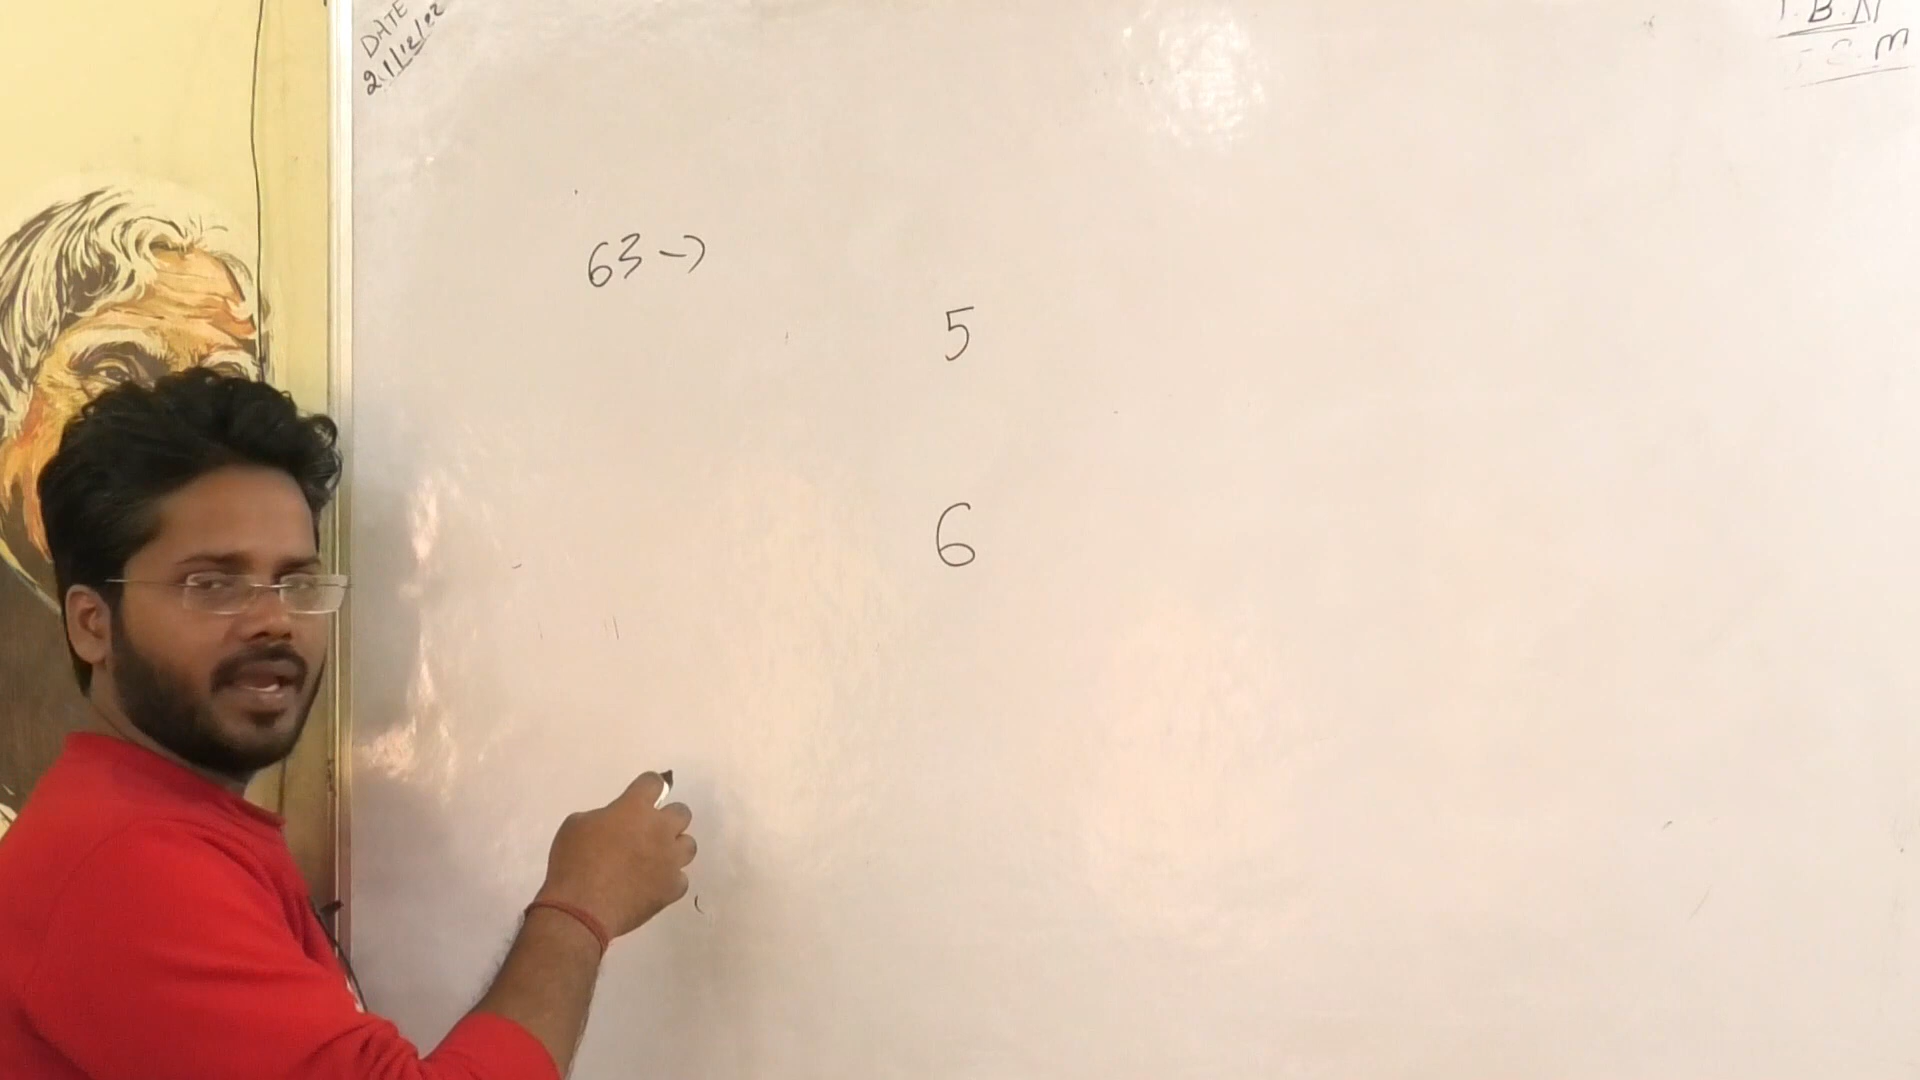 DATE
21/12/22
. B. N
. C. M
63 →
5
6